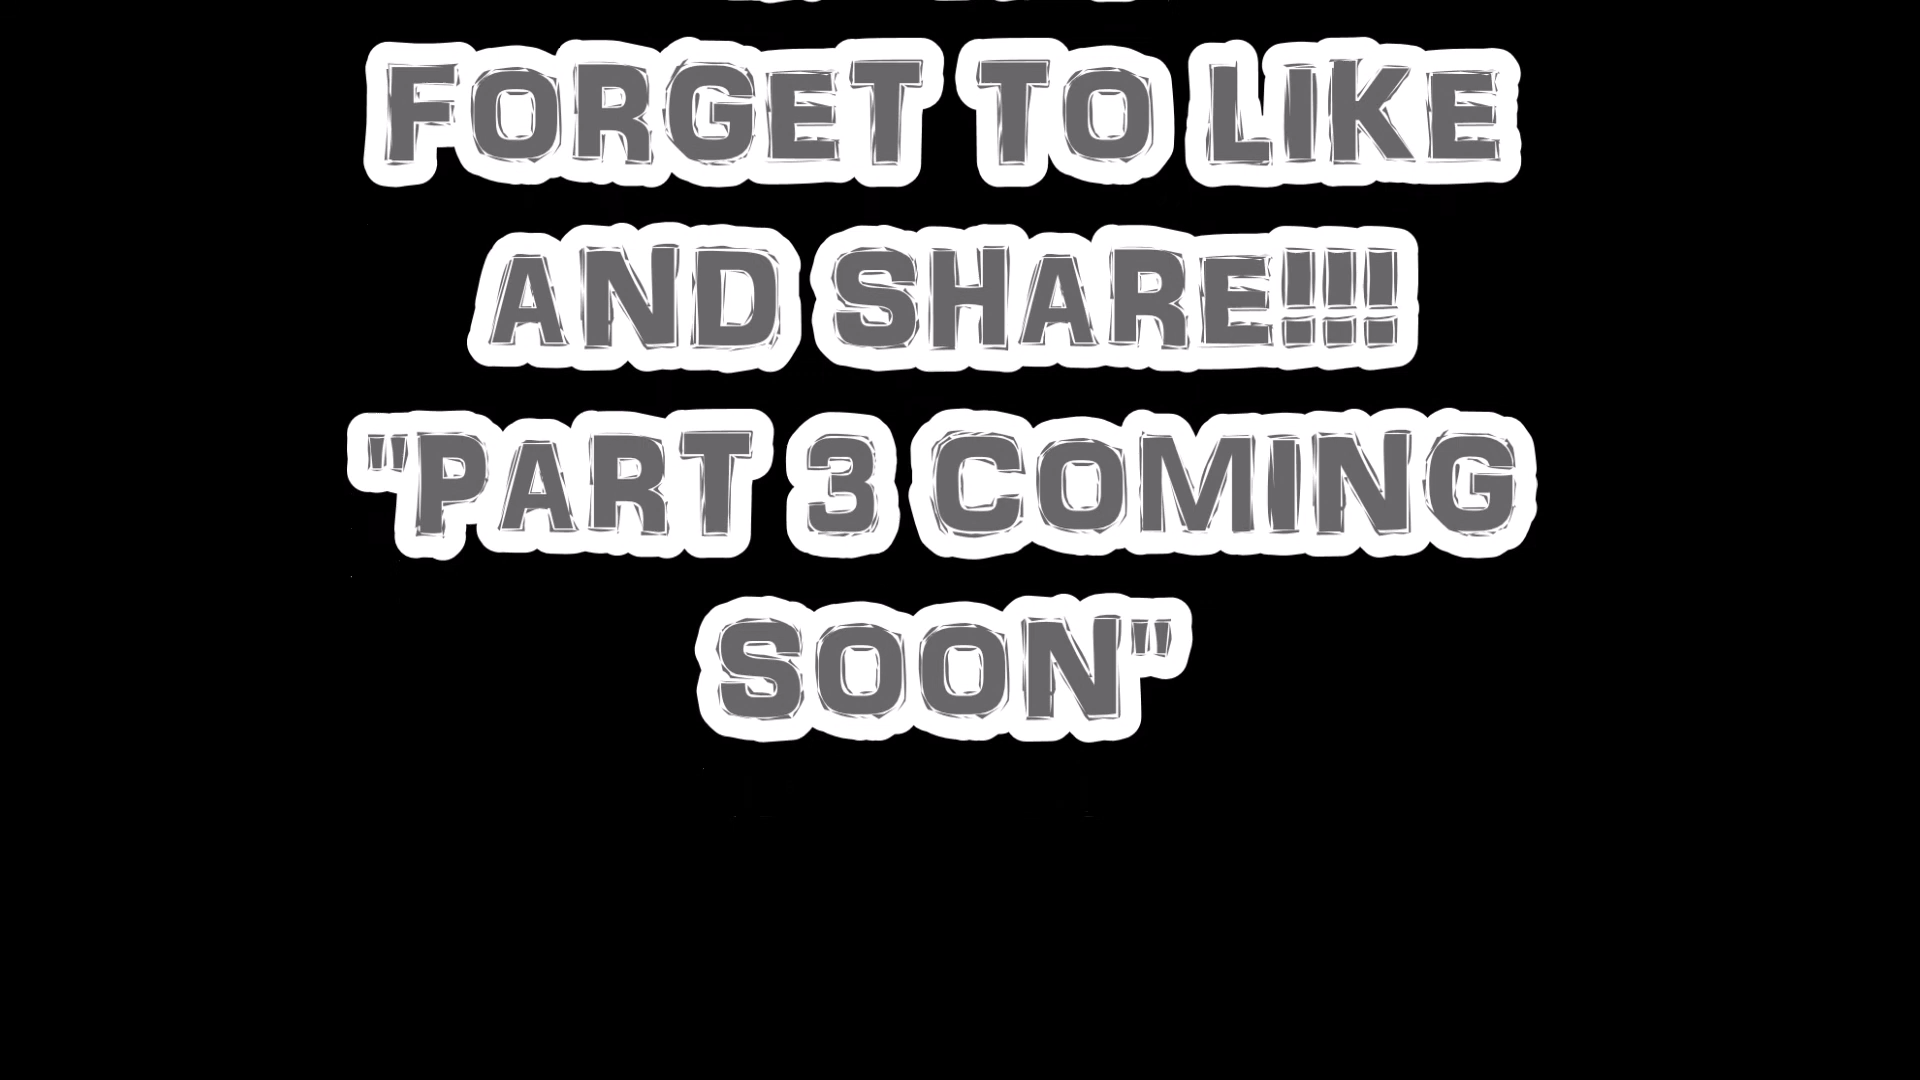 FORGET TO LIKE
AND SHARE!!!
"PART 3 COMING
SOON"